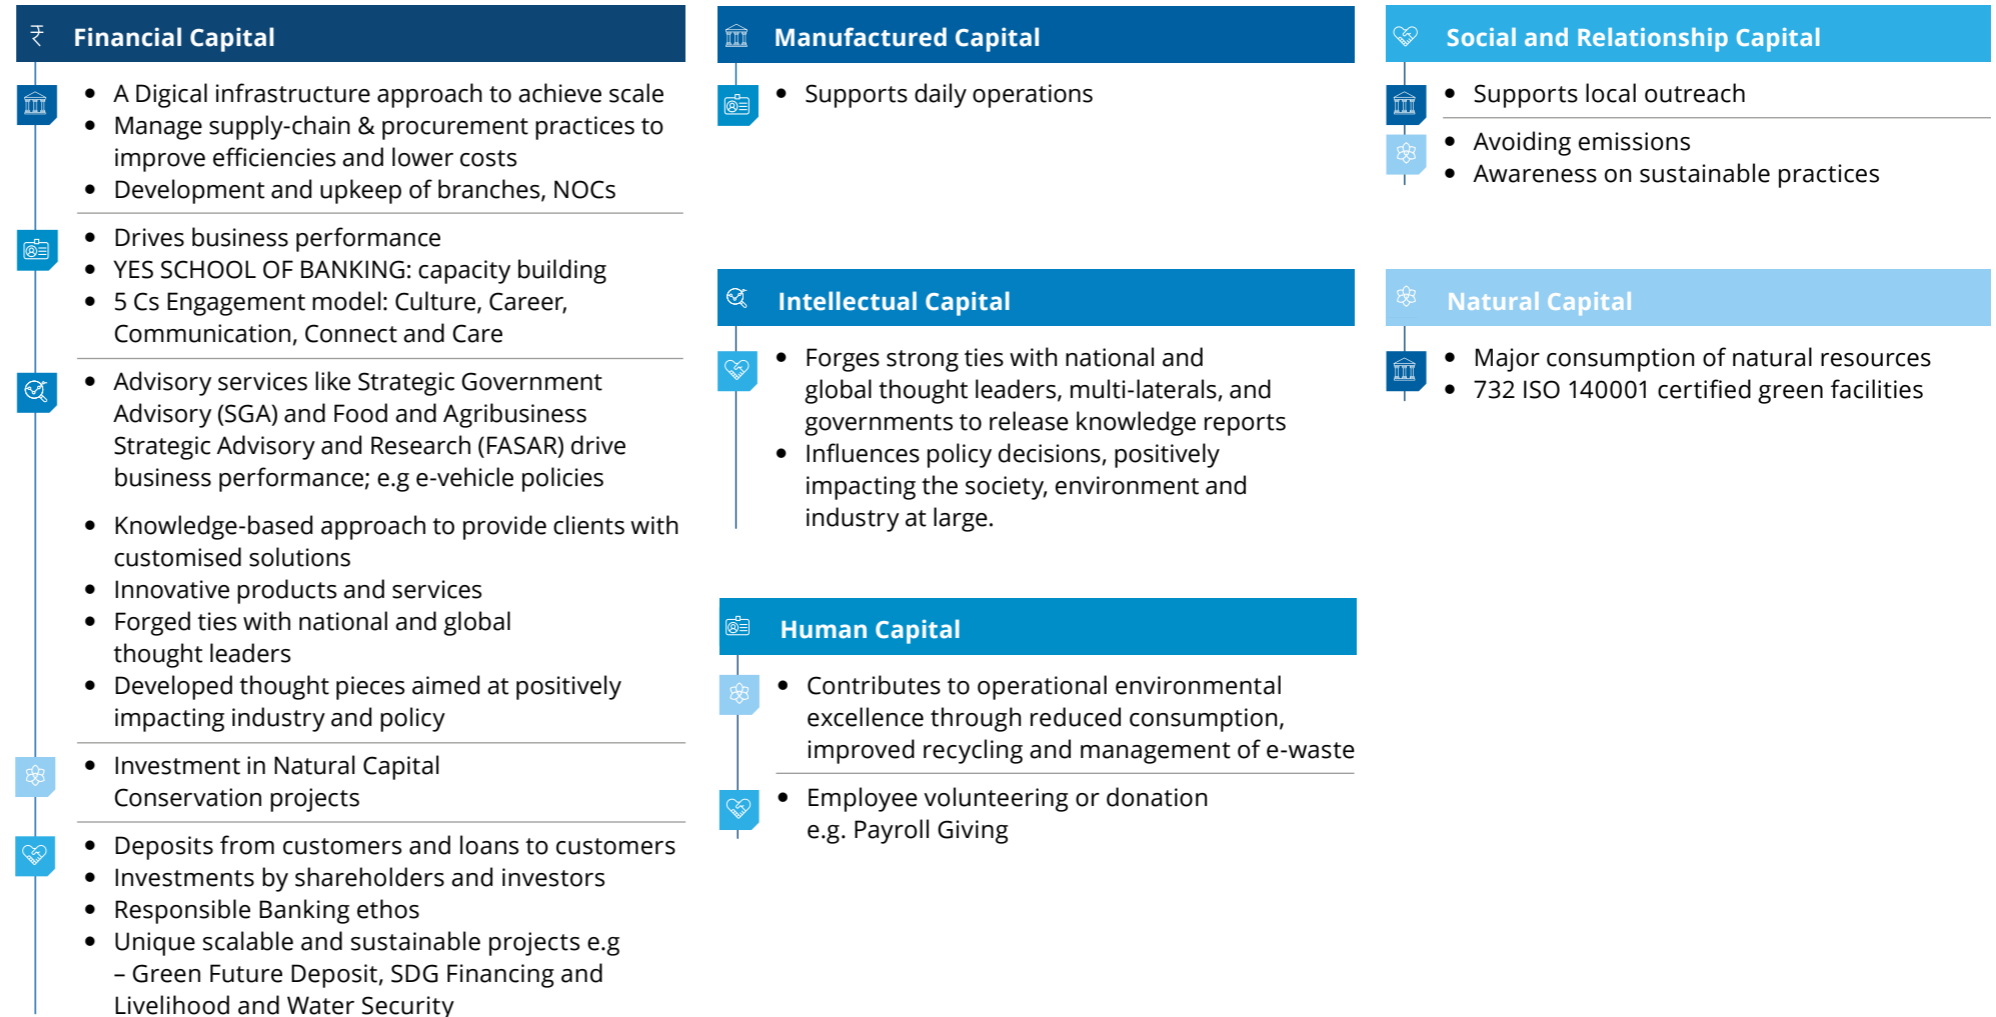 ₹ Financial Capital
• A Digical infrastructure approach to achieve scale
• Manage supply-chain & procurement practices to
improve efficiencies and lower costs
• Development and upkeep of branches, NOCs
• Drives business performance
• YES SCHOOL OF BANKING: capacity building
• 5 Cs Engagement model: Culture, Career,
Communication, Connect and Care
• Advisory services like Strategic Government
Advisory (SGA) and Food and Agribusiness
Strategic Advisory and Research (FASAR) drive
business performance; e.g e-vehicle policies
• Knowledge-based approach to provide clients with
customised solutions
• Innovative products and services
• Forged ties with national and global
thought leaders
• Developed thought pieces aimed at positively
impacting industry and policy
• Investment in Natural Capital
Conservation projects
• Deposits from customers and loans to customers
• Investments by shareholders and investors
• Responsible Banking ethos
• Unique scalable and sustainable projects e.g
– Green Future Deposit, SDG Financing and
Livelihood and Water Security
Manufactured Capital
• Supports daily operations
Intellectual Capital
• Forges strong ties with national and
global thought leaders, multi-laterals, and
governments to release knowledge reports
• Influences policy decisions, positively
impacting the society, environment and
industry at large.
Human Capital
• Contributes to operational environmental
excellence through reduced consumption,
improved recycling and management of e-waste
• Employee volunteering or donation
e.g. Payroll Giving
Social and Relationship Capital
• Supports local outreach
• Avoiding emissions
• Awareness on sustainable practices
Natural Capital
• Major consumption of natural resources
• 732 ISO 140001 certified green facilities